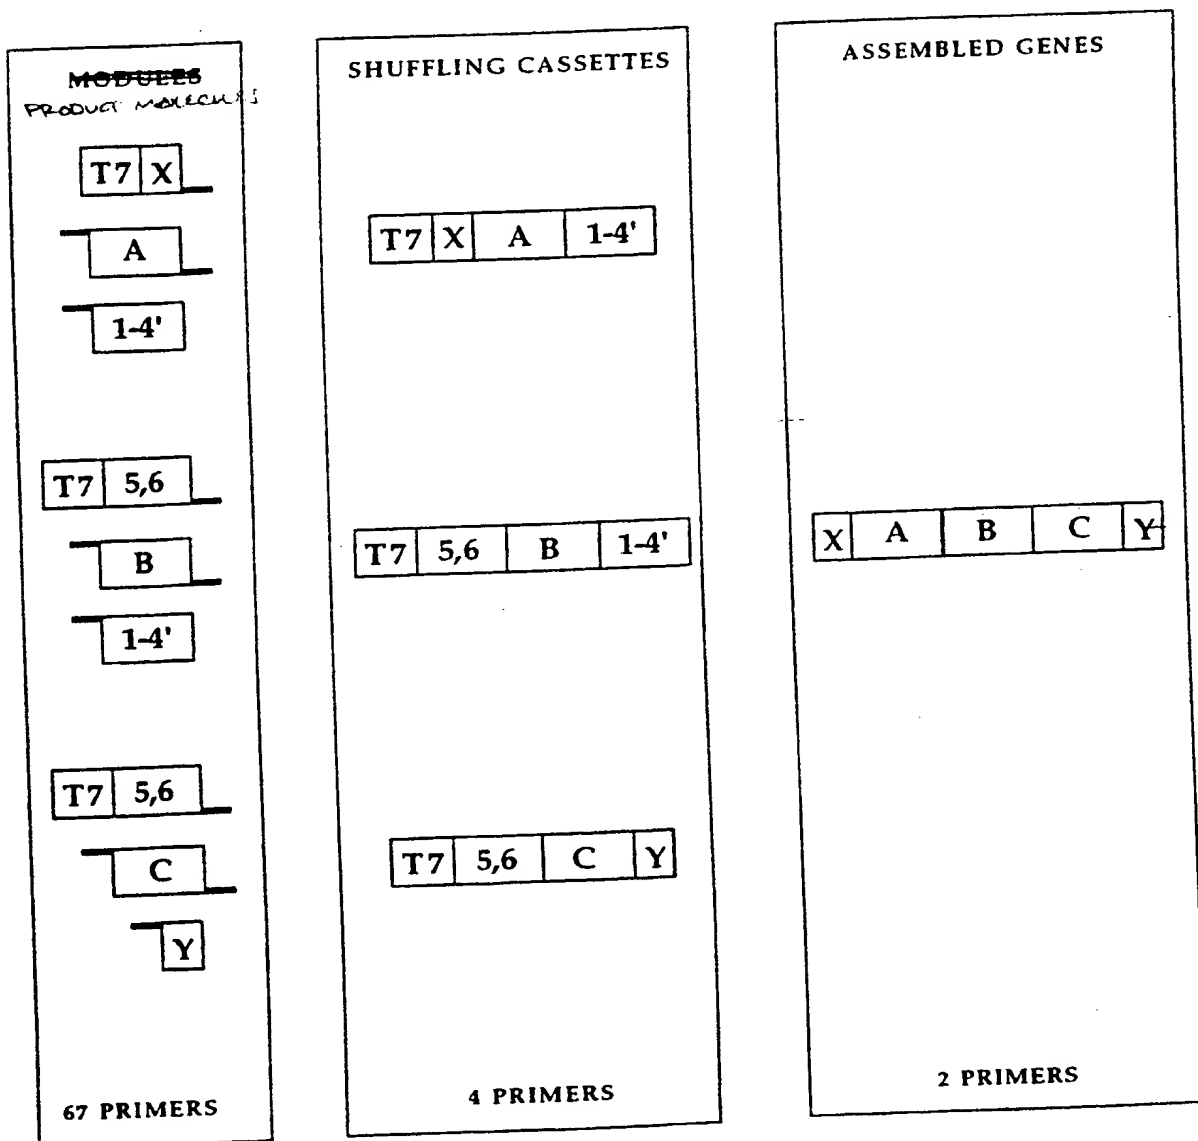 MODULES
PRODUCT MOLECULES
T7 X
A
1-4'
T7 5,6
B
1-4'
T7 5,6
C
Y
67 PRIMERS
SHUFFLING CASSETTES
T7 X A 1-4'
T7 5,6 B 1-4'
T7 5,6 C Y
4 PRIMERS
ASSEMBLED GENES
X A B C Y
2 PRIMERS